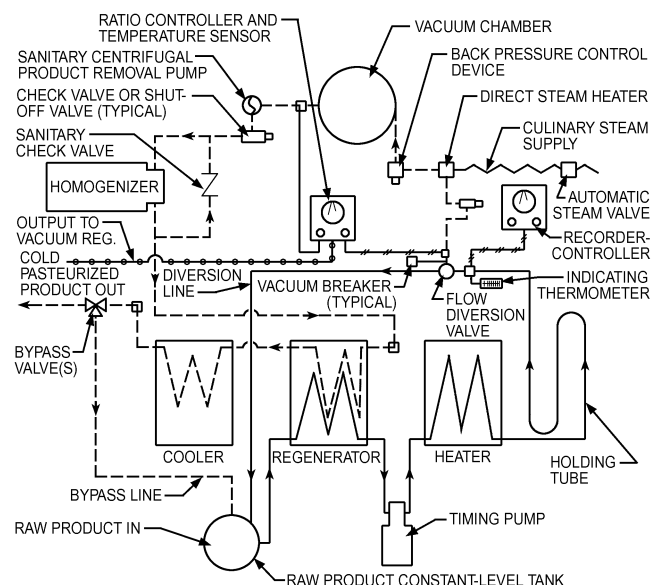 RATIO CONTROLLER AND
TEMPERATURE SENSOR
VACUUM CHAMBER
SANITARY CENTRIFUGAL
PRODUCT REMOVAL PUMP
BACK PRESSURE CONTROL
DEVICE
CHECK VALVE OR SHUT-
OFF VALVE (TYPICAL)
DIRECT STEAM HEATER
SANITARY
CHECK VALVE
CULINARY STEAM
SUPPLY
HOMOGENIZER
AUTOMATIC
STEAM VALVE
OUTPUT TO
VACUUM REG.
RECORDER-
CONTROLLER
COLD
PASTEURIZED
PRODUCT OUT
DIVERSION
LINE
VACUUM BREAKER
(TYPICAL)
INDICATING
THERMOMETER
FLOW
DIVERSION
VALVE
BYPASS
VALVE(S)
COOLER
REGENERATOR
HEATER
HOLDING
TUBE
BYPASS LINE
TIMING PUMP
RAW PRODUCT IN
RAW PRODUCT CONSTANT-LEVEL TANK